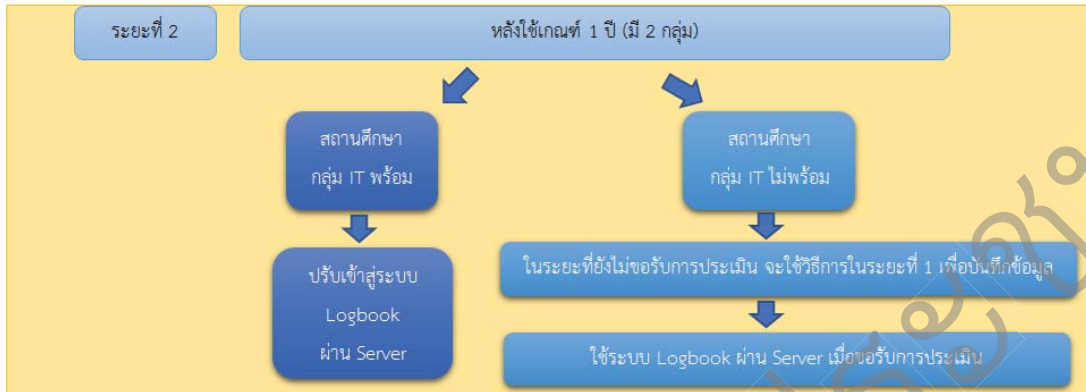 ระยะที่ 2
หลังใช้เกณฑ์ 1 ปี (มี 2 กลุ่ม)
สถานศึกษา
กลุ่ม IT พร้อม
สถานศึกษา
กลุ่ม IT ไม่พร้อม
ปรับเข้าสู่ระบบ
Logbook
ผ่าน Server
ในระยะที่ยังไม่ขอรับการประเมิน จะใช้วิธีการในระยะที่ 1 เพื่อบันทึกข้อมูล
ใช้ระบบ Logbook ผ่าน Server เมื่อขอรับการประเมิน